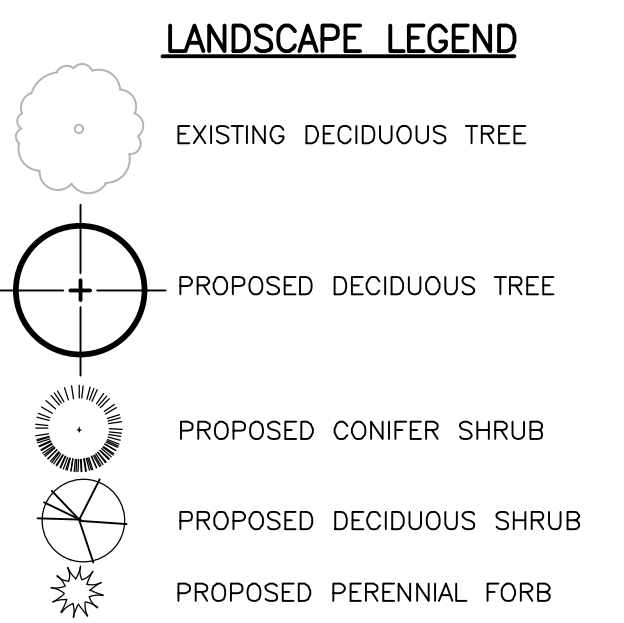 LANDSCAPE LEGEND
EXISTING DECIDUOUS TREE
PROPOSED DECIDUOUS TREE
PROPOSED CONIFER SHRUB
PROPOSED DECIDUOUS SHRUB
PROPOSED PERENNIAL FORB